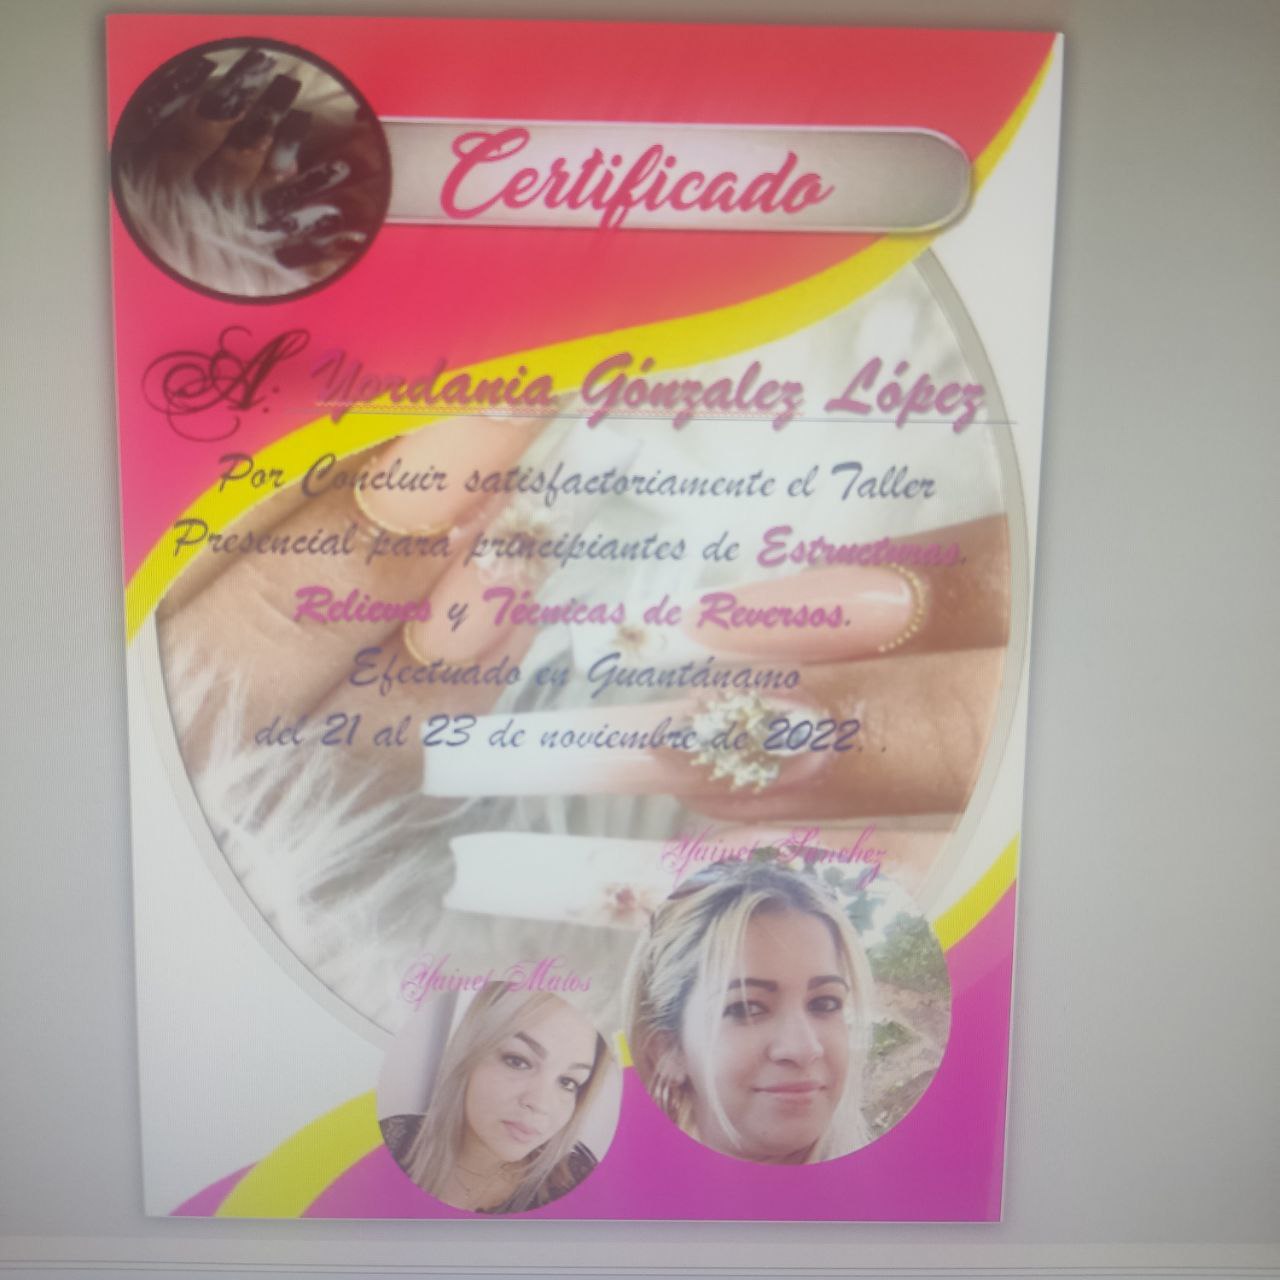 Certificado
A: Yordania Gónzalez López
Por Concluir satisfactoriamente el Taller
Presencial para principiantes de Estructuras.
Relieves y Técnicas de Reversos.
Efectuado en Guantánamo
del 21 al 23 de noviembre de 2022. .
Yainet Sánchez
Yainet Matos